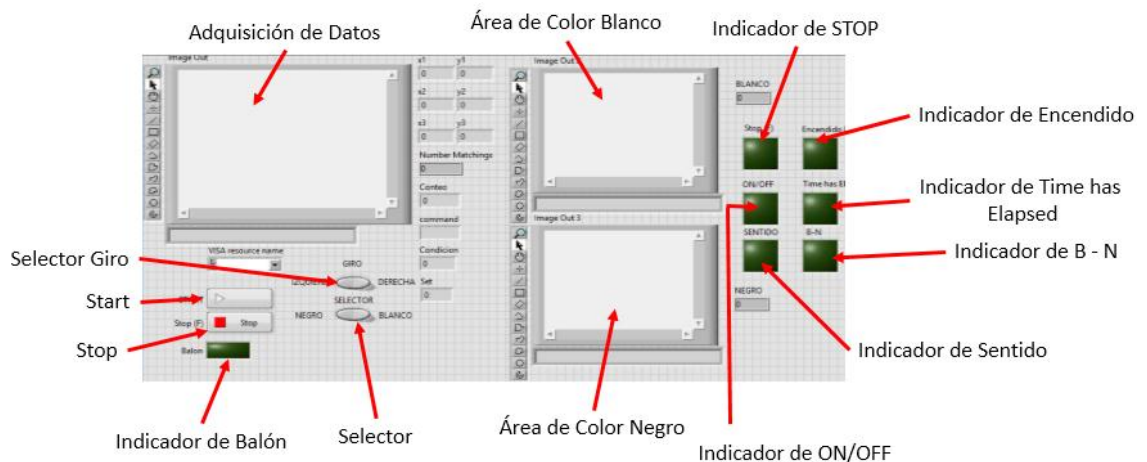 Adquisición de Datos
Área de Color Blanco
Indicador de STOP
Image Out
x1 y1
0 0
x2 y2
0 0
x3 y3
0 0
Number Matchings
0
Conteo
0
command
Condicion
0
Set
0
Image Out
BLANCO
0
Stop
Encendido
Indicador de Encendido
ON/OFF
Time has El
Indicador de Time has
Elapsed
SENTIDO
B-N
Indicador de B - N
Image Out 3
NEGRO
0
VISA resource name
Selector Giro
GIRO
DERECHA
Start
SELECTOR
NEGRO
BLANCO
Stop (F)
Stop
Stop
Balon
Indicador de Sentido
Indicador de Balón
Selector
Área de Color Negro
Indicador de ON/OFF